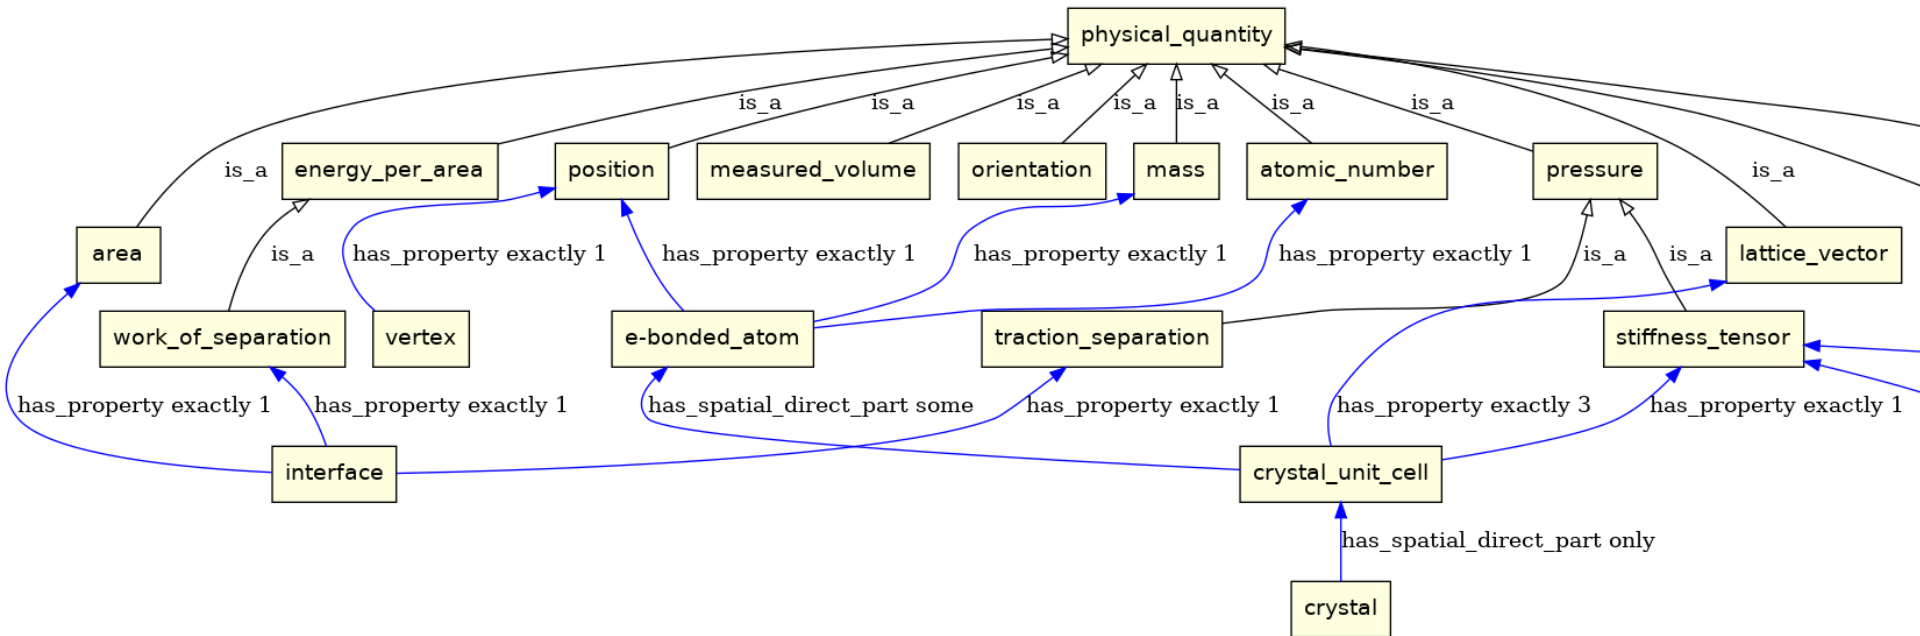 physical_quantity
is_a
is_a
is_a
is_a
is_a
is_a
is_a
is_a
is_a
energy_per_area
position
measured_volume
orientation
mass
atomic_number
pressure
is_a
area
is_a
has_property exactly 1
has_property exactly 1
has_property exactly 1
has_property exactly 1
is_a
is_a
lattice_vector
work_of_separation
vertex
e-bonded_atom
traction_separation
stiffness_tensor
has_property exactly 1
has_property exactly 1
has_spatial_direct_part some
has_property exactly 1
has_property exactly 3
has_property exactly 1
interface
crystal_unit_cell
has_spatial_direct_part only
crystal